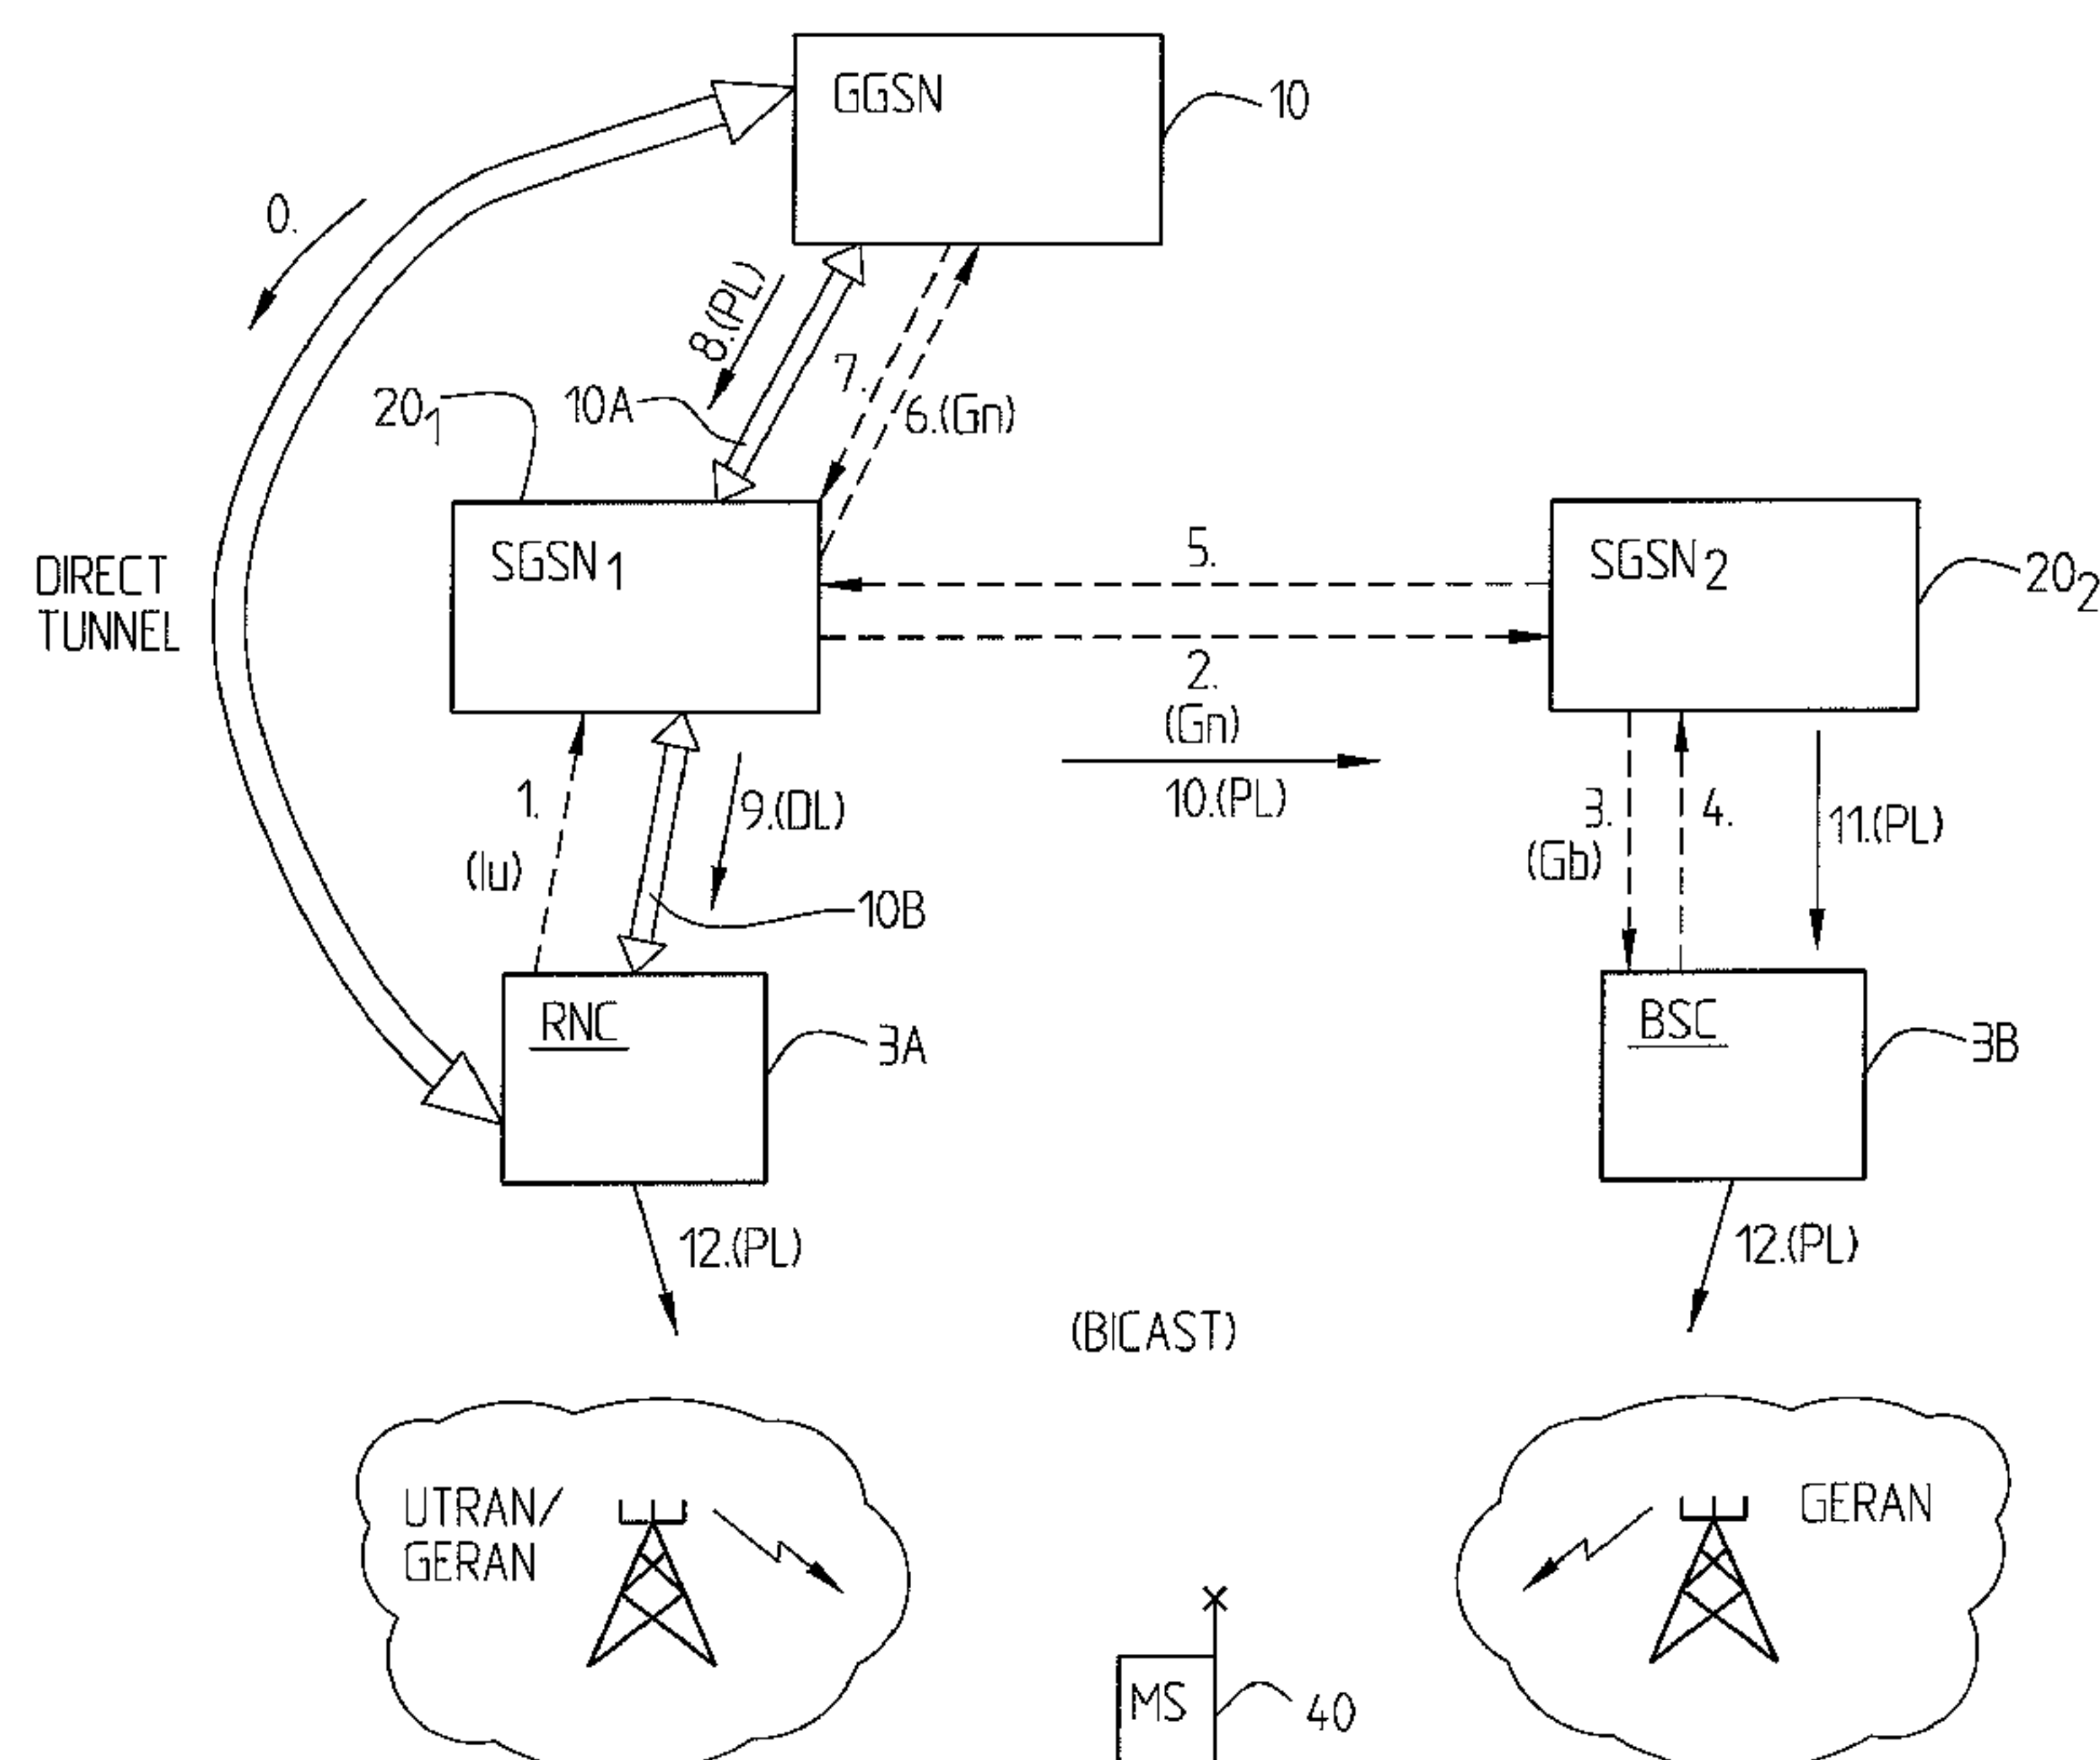 GGSN
10
0.
8.(PL)
7.
6.(Gn)
20₁
10A
DIRECT
TUNNEL
SGSN₁
5.
2.
(Gn)
10.(PL)
SGSN₂
20₂
1.
(Iu)
9.(DL)
10B
3.
(Gb)
4.
11.(PL)
RNC
3A
BSC
3B
12.(PL)
12.(PL)
(BICAST)
UTRAN/
GERAN
GERAN
MS
40